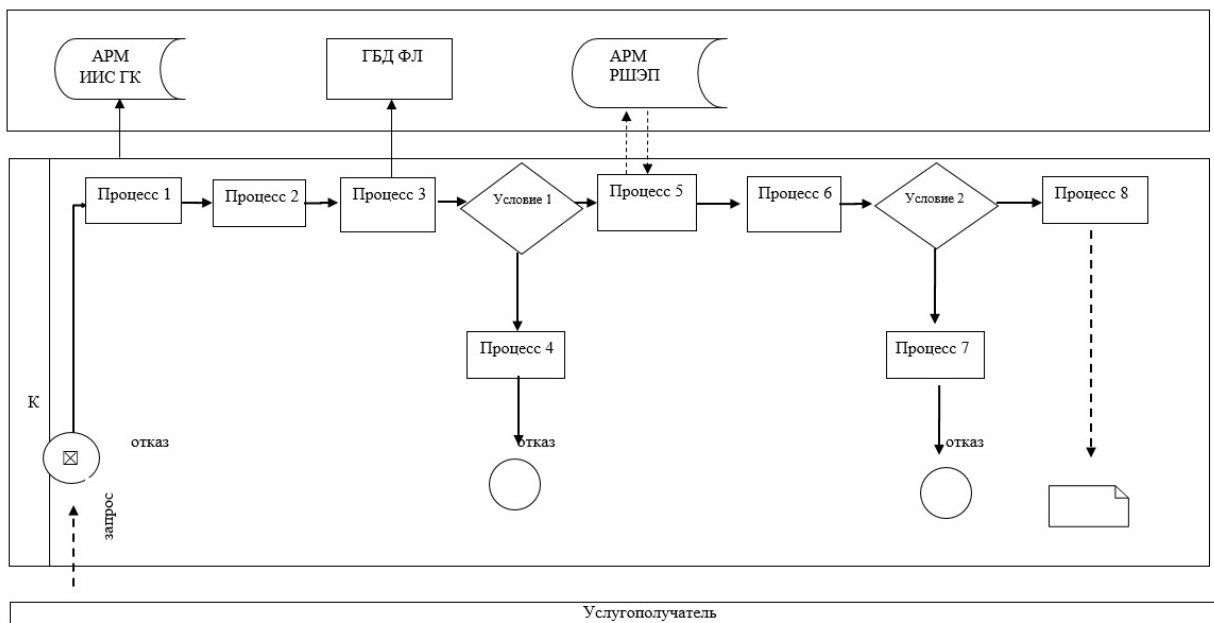 АРМ
ИИС ГК
ГБД ФЛ
АРМ
РШЭП
Процесс 1
Процесс 2
Процесс 3
Условие 1
Процесс 5
Процесс 6
Условие 2
Процесс 8
Процесс 4
Процесс 7
К
отказ
отказ
отказ
запрос
Услугополучатель